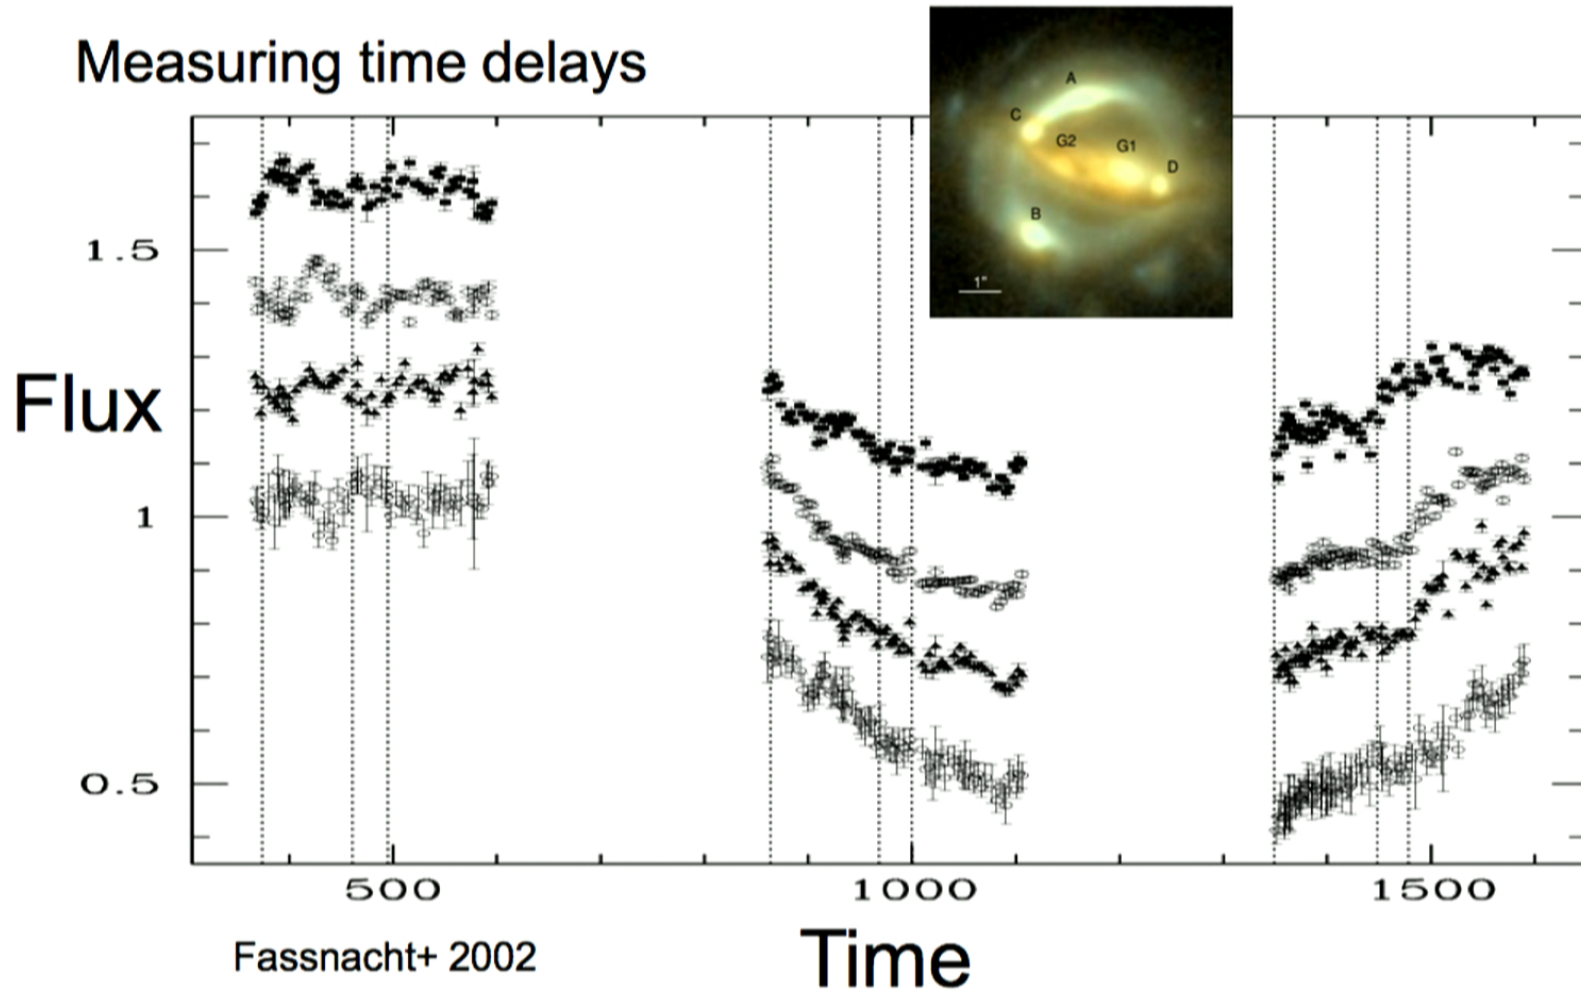 Measuring time delays
A
C
G2
G1
D
B
1"
1.5
Flux
1
0.5
500
1000
1500
Time
Fassnacht+ 2002